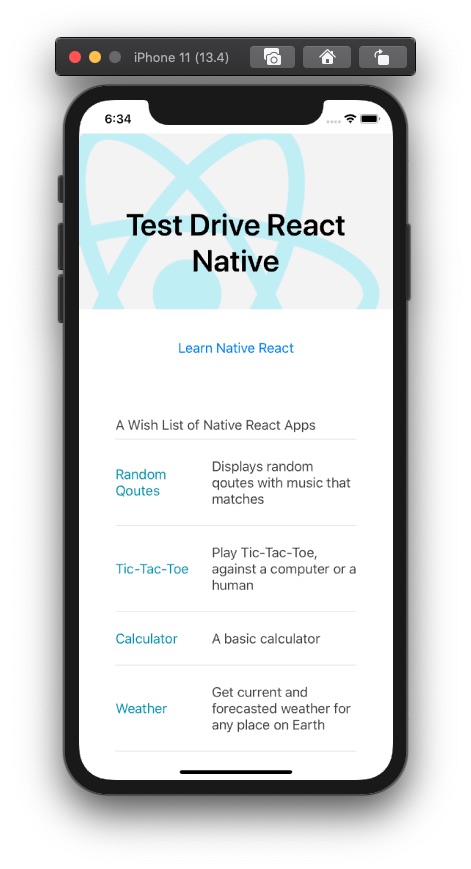 iPhone 11 (13.4)
6:34
Test Drive React
Native
Learn Native React
A Wish List of Native React Apps
Random
Qoutes
Displays random
qoutes with music that
matches
Tic-Tac-Toe
Play Tic-Tac-Toe,
against a computer or a
human
Calculator
A basic calculator
Weather
Get current and
forecasted weather for
any place on Earth